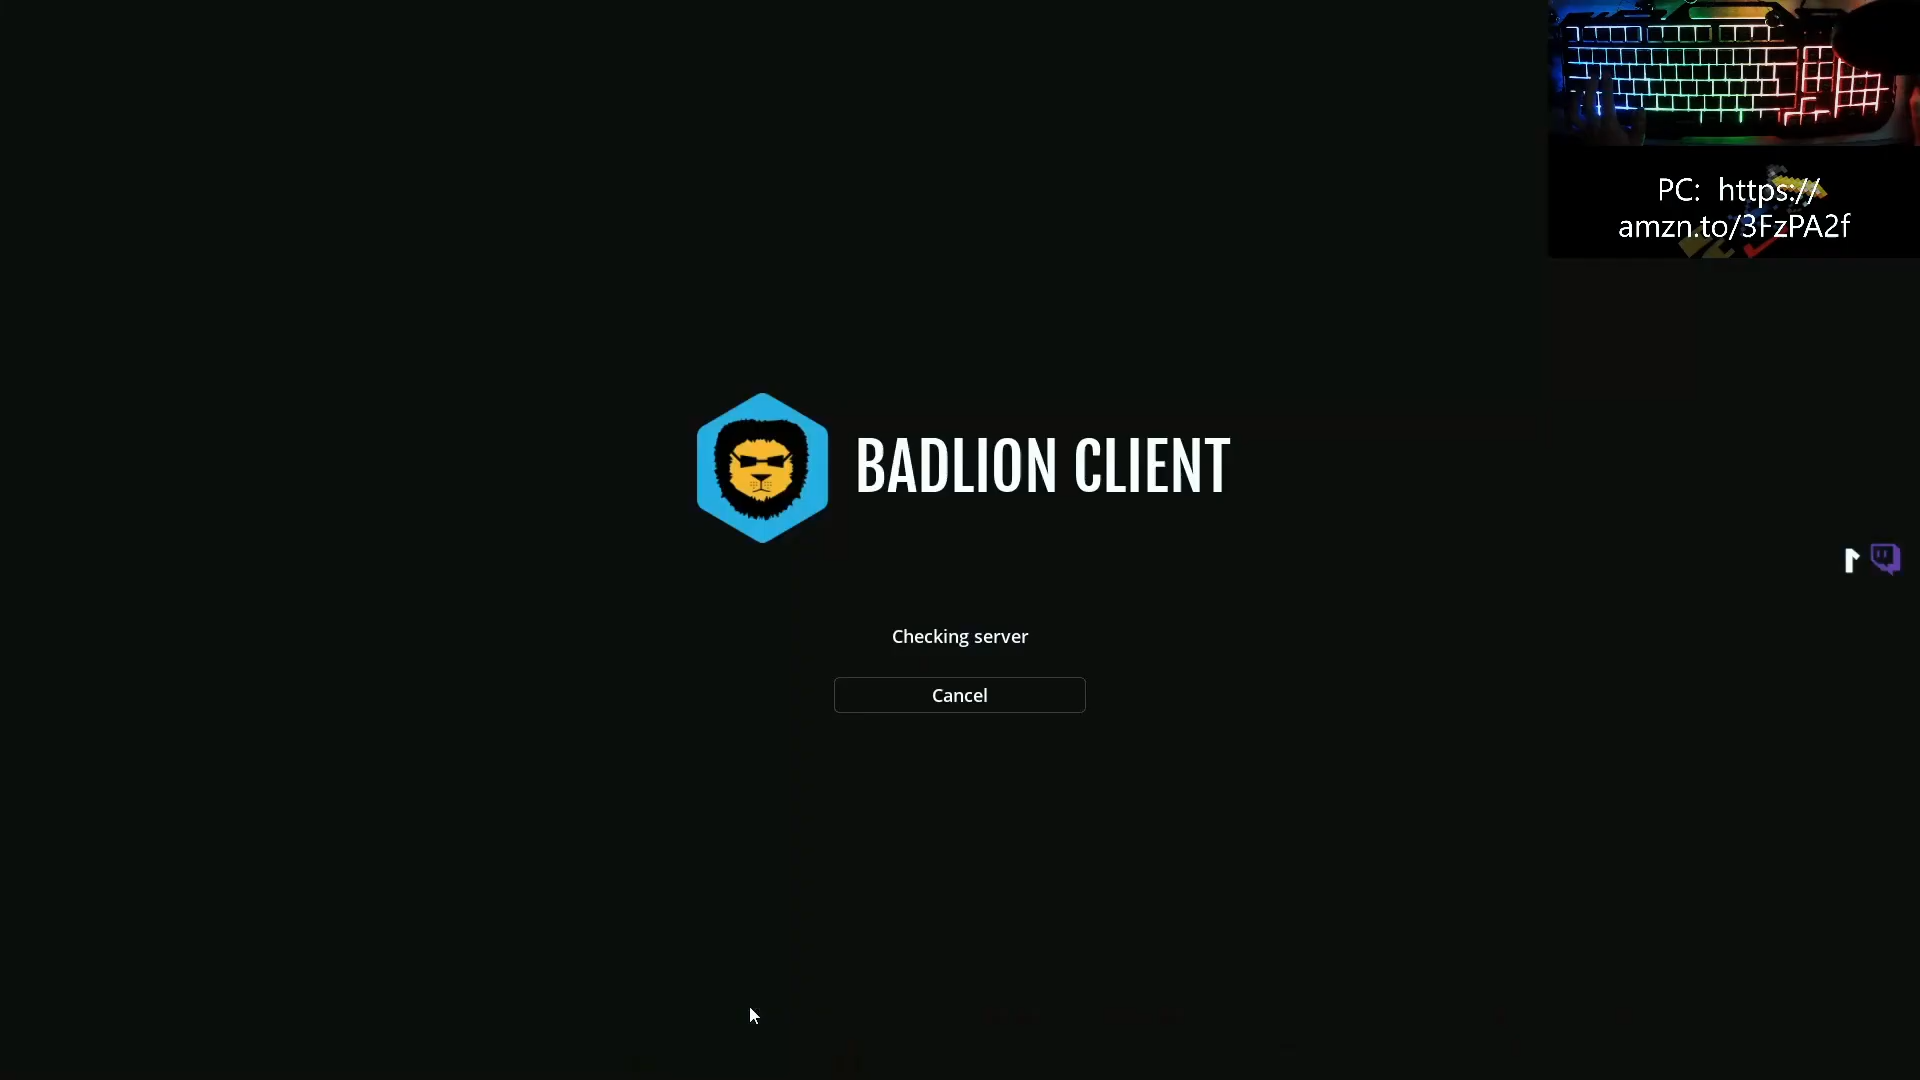 PC: https://
amzn.to/3FzPA2f
BADLION CLIENT
Checking server
Cancel